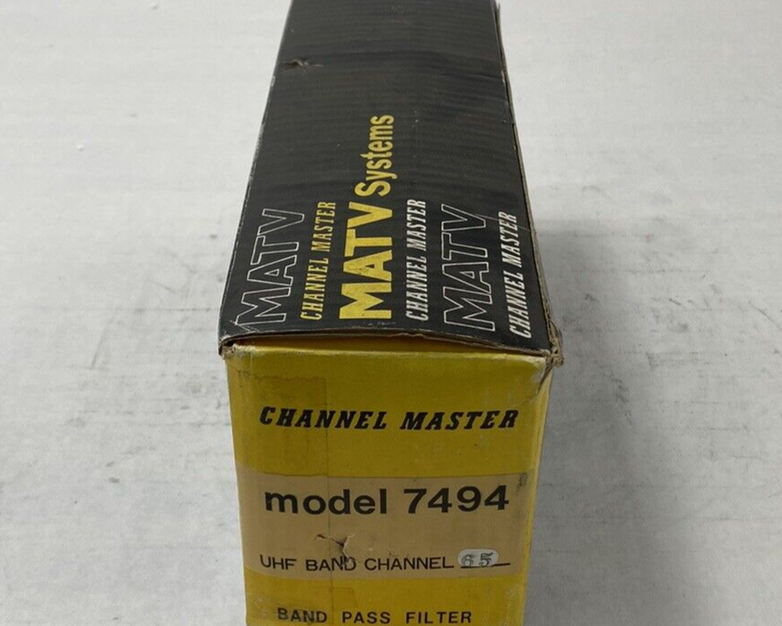 MATV
CHANNEL MASTER
MATV Systems
CHANNEL MASTER
MATV
CHANNEL MASTER
CHANNEL MASTER
model 7494
UHF BAND CHANNEL 65
BAND PASS FILTER